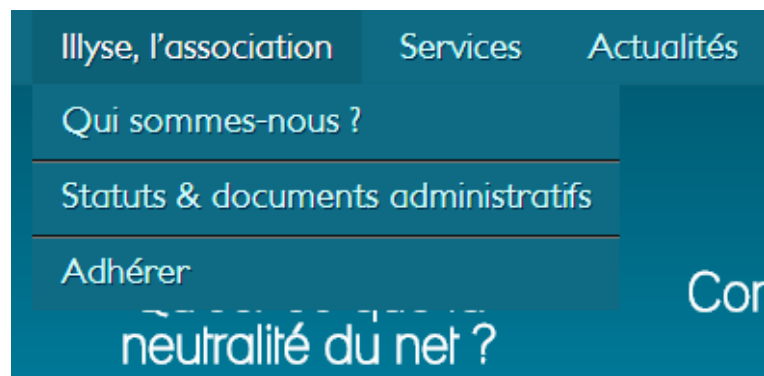 Illyse, l'association Services Actualités
Qui sommes-nous ?
Statuts & documents administratifs
Adhérer
neutralité du net ?